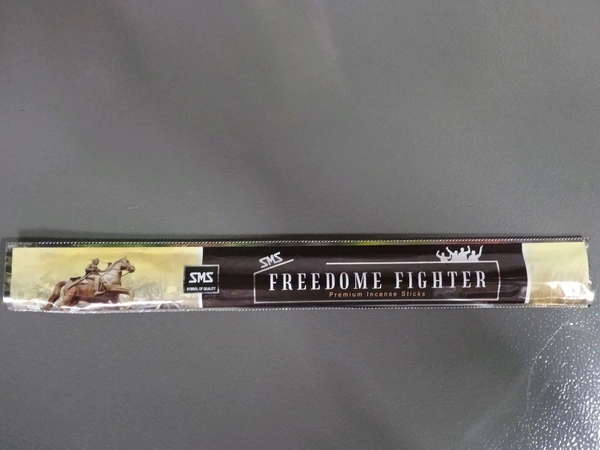 SMS
SYMBOL OF QUALITY
SMS
FREEDOME FIGHTER
Premium Incense Sticks